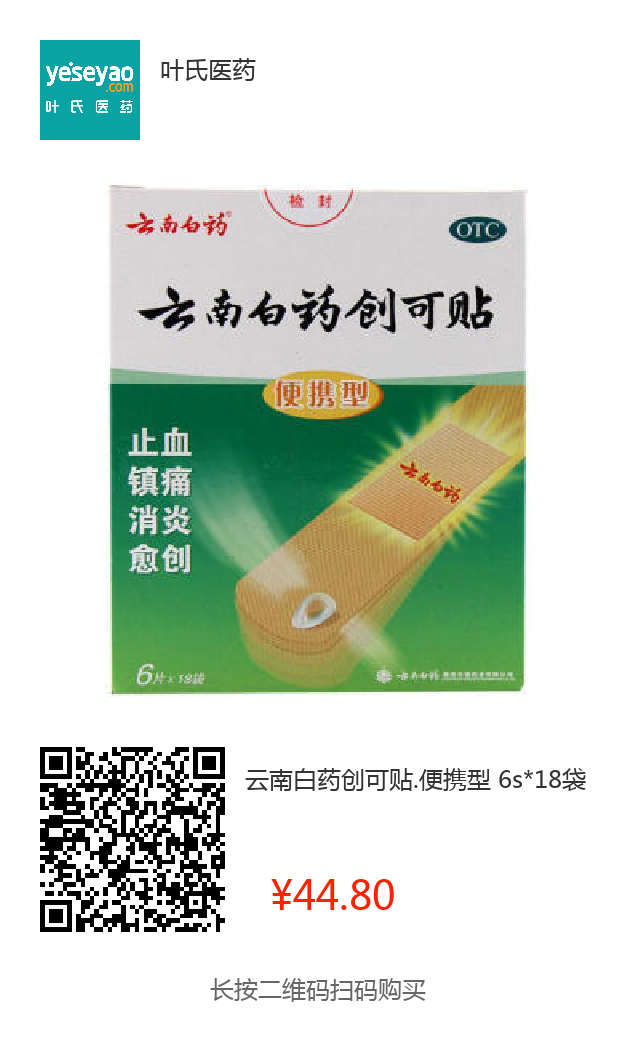 yeseyao
.com
叶氏医药
叶氏医药
检 封
云南白药®
OTC
云南白药创可贴
便携型
止血
镇痛
消炎
愈创
云南白药
6片×18袋
云南白药
云南白药创可贴.便携型 6s*18袋
¥44.80
长按二维码扫码购买